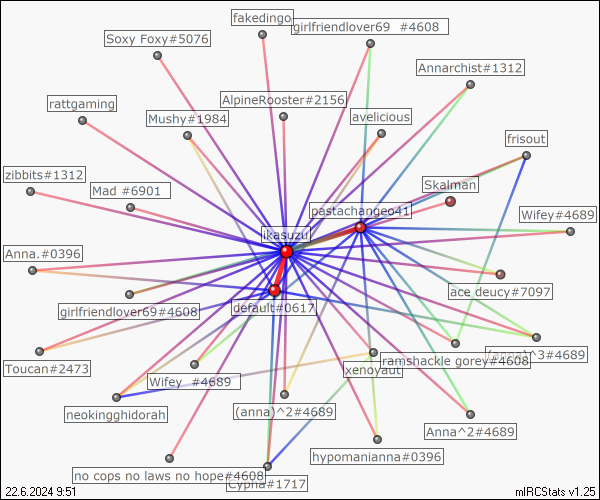 fakedingo
girlfriendlover69 #4608
Soxy Foxy#5076
Annarchist#1312
rattgaming
AlpineRooster#2156
Mushy#1984
avelicious
frisout
zibbits#1312
Mad #6901
Skalman
pastachangeo41
Wifey#4689
ikasuzu
Anna.#0396
ace deucy#7097
girlfriendlover69#4608
default#0617
(anna)^3#4689
ramshackle gorey#4608
Toucan#2473
xenoyaut
Wifey #4689
neokingghidorah
(anna)^2#4689
Anna^2#4689
hypomanianna#0396
no cops no laws no hope#4608
Cypha#1717
22.6.2024 9:51
mIRCStats v1.25